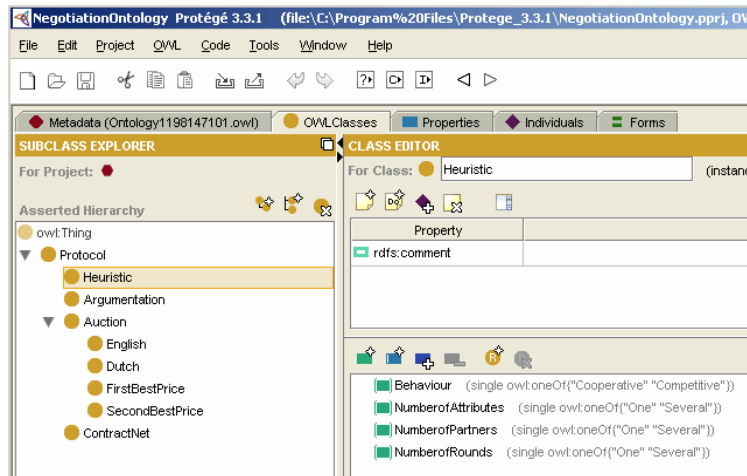 NegotiationOntology Protégé 3.3.1 (file:\C:\Program%20Files\Protege_3.3.1\NegotiationOntology.pprj, OW
File Edit Project OWL Code Tools Window Help
Metadata (Ontology1198147101.owl) OWLClasses Properties Individuals Forms
SUBCLASS EXPLORER
For Project:
Asserted Hierarchy
owl:Thing
Protocol
Heuristic
Argumentation
Auction
English
Dutch
FirstBestPrice
SecondBestPrice
ContractNet
CLASS EDITOR
For Class: Heuristic (instanc
Property
rdfs:comment
Behaviour (single owl:oneOf{"Cooperative" "Competitive"})
NumberofAttributes (single owl:oneOf{"One" "Several"})
NumberofPartners (single owl:oneOf{"One" "Several"})
NumberofRounds (single owl:oneOf{"One" "Several"})